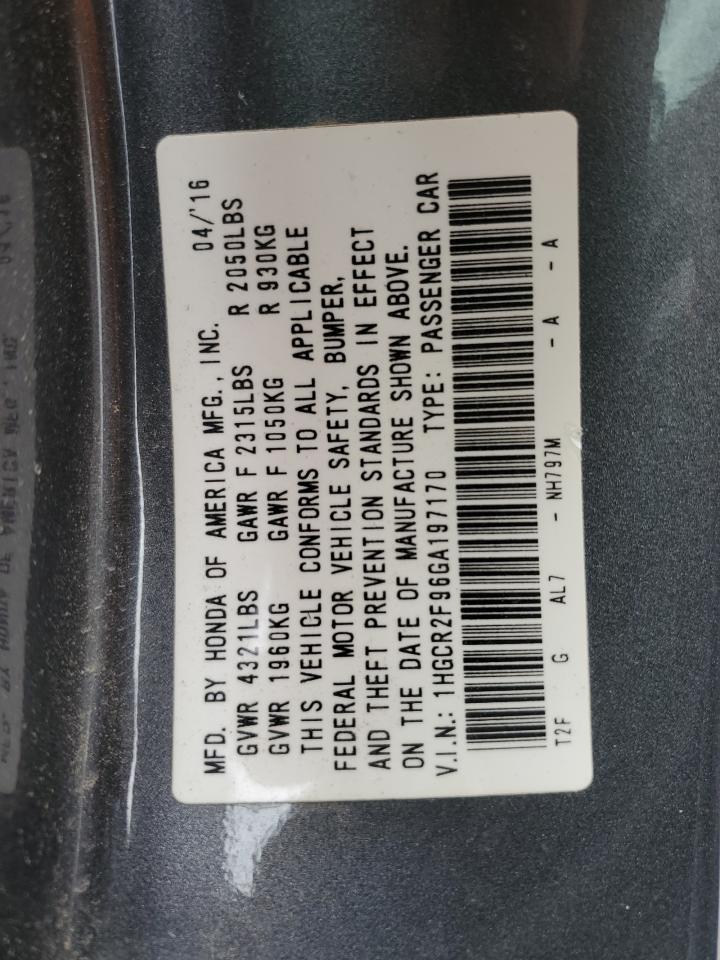 MFD. BY HONDA OF AMERICA MFG., INC. 04/'16
GVWR 4321LBS GAWR F 2315LBS R 2050LBS
GVWR 1960KG GAWR F 1050KG R 930KG
THIS VEHICLE CONFORMS TO ALL APPLICABLE
FEDERAL MOTOR VEHICLE SAFETY, BUMPER,
AND THEFT PREVENTION STANDARDS IN EFFECT
ON THE DATE OF MANUFACTURE SHOWN ABOVE.
V.I.N.: 1HGCR2F96GA197170 TYPE: PASSENGER CAR
T2F G AL7 - NH797M -A -A